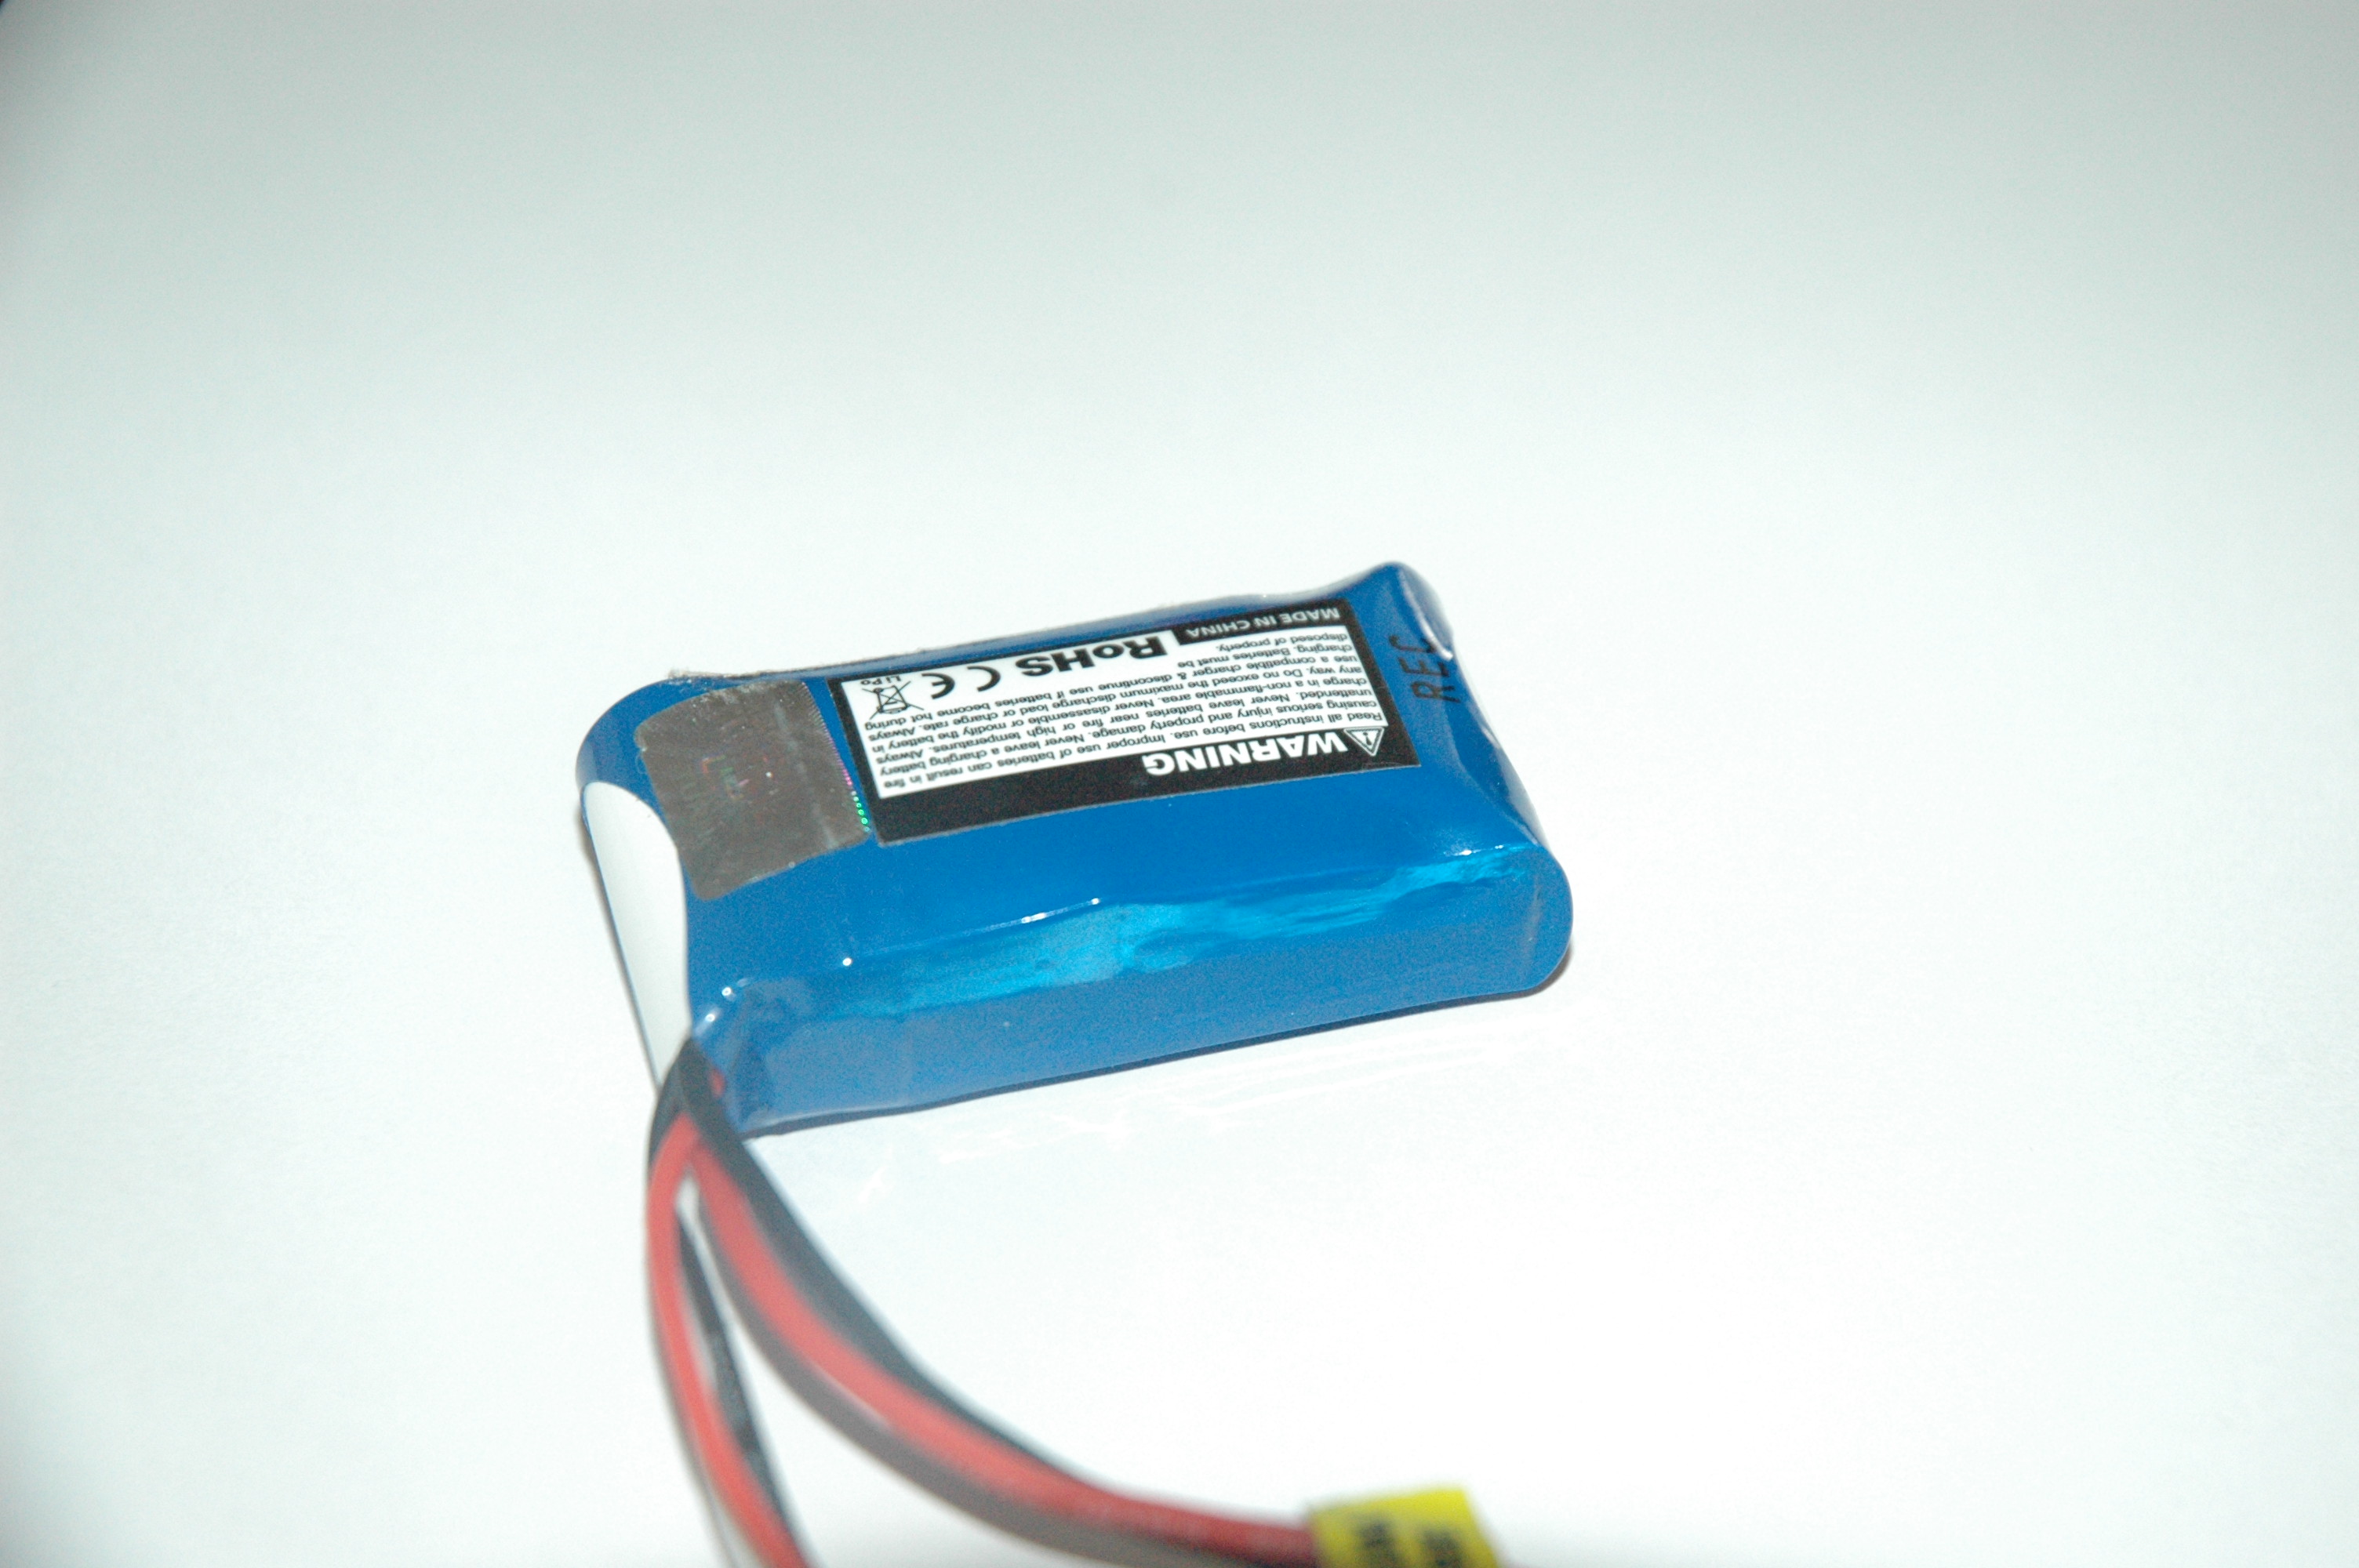 WARNING
Read all instructions before use. Improper use of batteries can result in fire
causing serious injury and property damage. Never leave a charging battery
unattended. Never leave batteries near fire or high temperatures. Always
charge in a non-flammable area. Never disassemble or modify the battery in
any way. Do no exceed the maximum discharge load or charge rate. Always
use a compatible charger & discontinue use if batteries become hot during
charging. Batteries must be
disposed of property.
RoHS CE
LiPo
MADE IN CHINA
REC